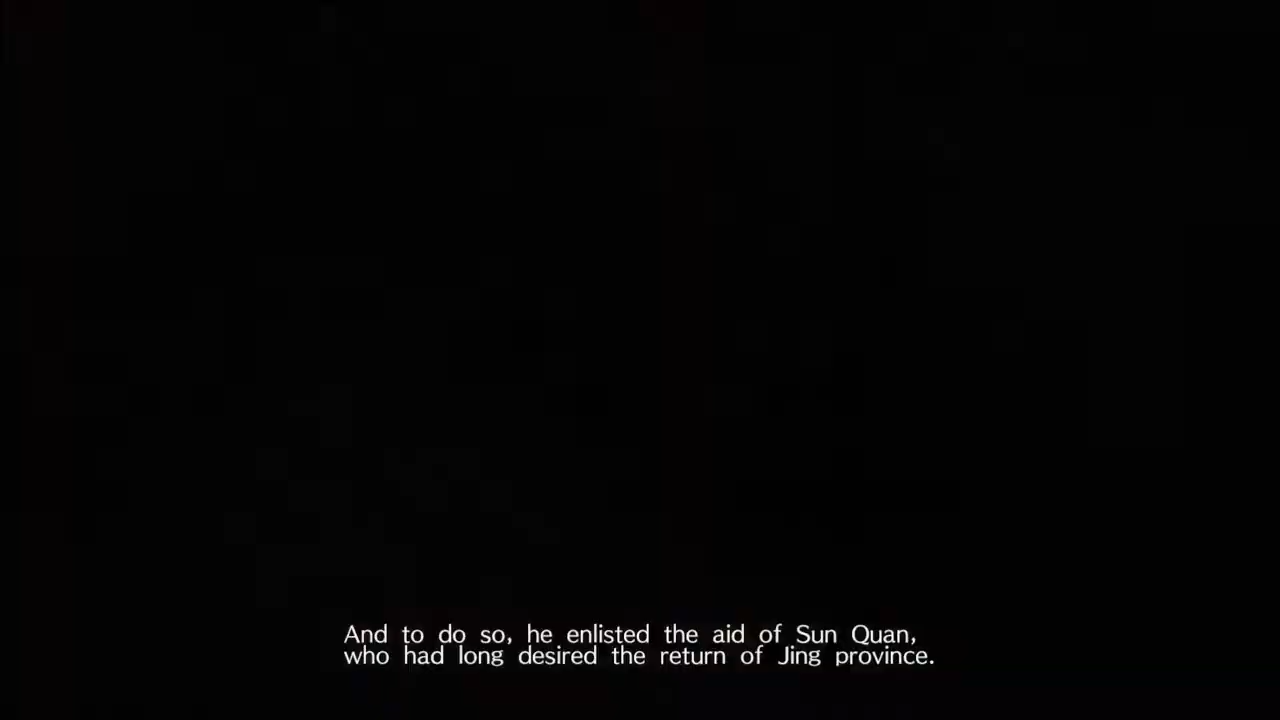 And to do so, he enlisted the aid of Sun Quan,
who had long desired the return of Jing province.